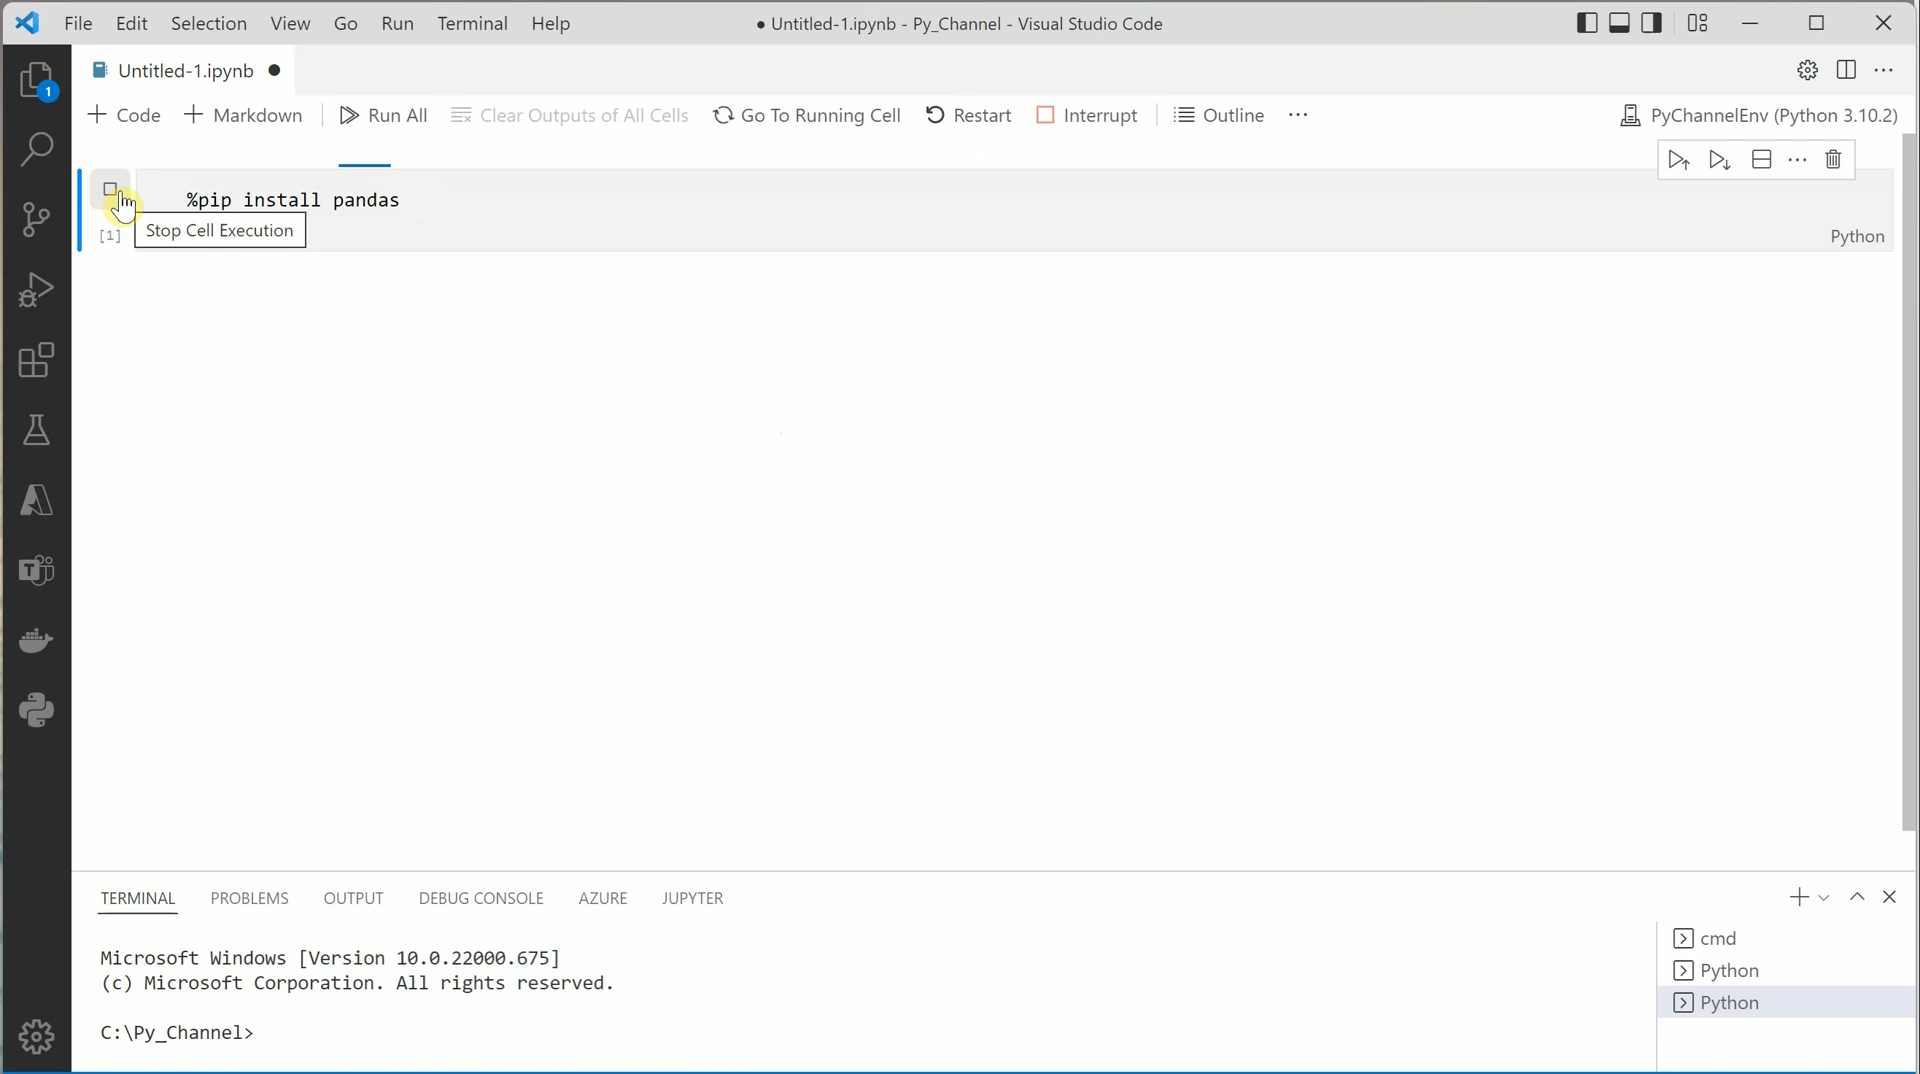 File Edit Selection View Go Run Terminal Help
● Untitled-1.ipynb - Py_Channel - Visual Studio Code
1
Untitled-1.ipynb ●
+ Code + Markdown Run All Clear Outputs of All Cells Go To Running Cell Restart Interrupt Outline ...
PyChannelEnv (Python 3.10.2)
%pip install pandas
Stop Cell Execution
[1]
Python
TERMINAL PROBLEMS OUTPUT DEBUG CONSOLE AZURE JUPYTER
Microsoft Windows [Version 10.0.22000.675]
(c) Microsoft Corporation. All rights reserved.
C:\Py_Channel>
cmd
Python
Python